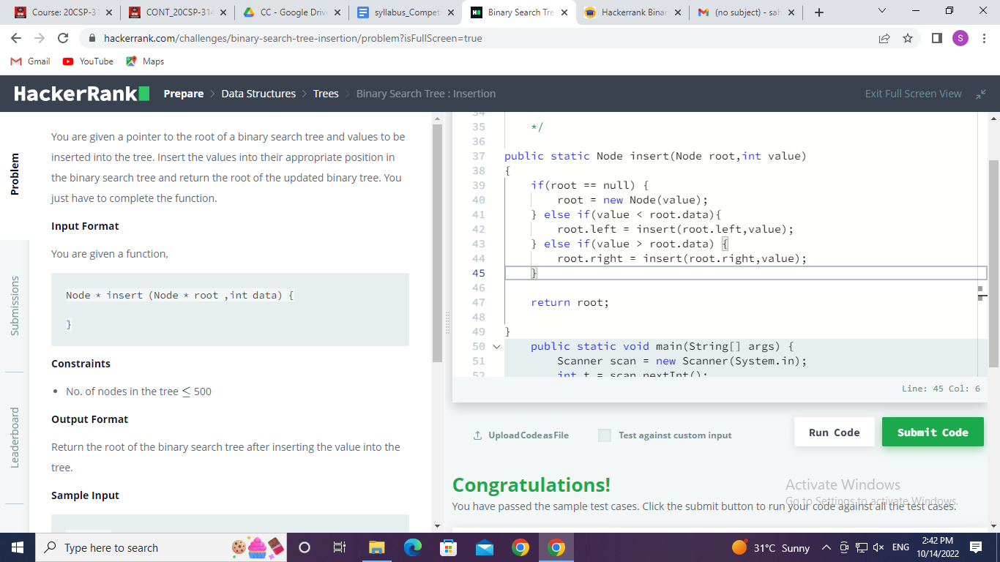 Course: 20CSP-31
CONT_20CSP-314
CC - Google Driv
syllabus_Compet
Binary Search Tre
Hackerrank Binar
(no subject) - sah
hackerrank.com/challenges/binary-search-tree-insertion/problem?isFullScreen=true
S
Gmail
YouTube
Maps
HackerRank
Prepare > Data Structures > Trees > Binary Search Tree : Insertion
Exit Full Screen View
Problem
Submissions
Leaderboard
You are given a pointer to the root of a binary search tree and values to be
inserted into the tree. Insert the values into their appropriate position in
the binary search tree and return the root of the updated binary tree. You
just have to complete the function.
Input Format
You are given a function,
Node * insert (Node * root ,int data) {
}
Constraints
• No. of nodes in the tree ≤ 500
Output Format
Return the root of the binary search tree after inserting the value into the
tree.
Sample Input
34
35 */
36
37 public static Node insert(Node root,int value)
38 {
39 if(root == null) {
40 root = new Node(value);
41 } else if(value < root.data){
42 root.left = insert(root.left,value);
43 } else if(value > root.data) {
44 root.right = insert(root.right,value);
45 }
46
47 return root;
48
49 }
50 public static void main(String[] args) {
51 Scanner scan = new Scanner(System.in);
52 int t = scan.nextInt();
Line: 45 Col: 6
Upload Code as File
Test against custom input
Run Code
Submit Code
Congratulations!
You have passed the sample test cases. Click the submit button to run your code against all the test cases.
Activate Windows
Go to Settings to activate Windows.
Type here to search
31°C Sunny
ENG
2:42 PM
10/14/2022